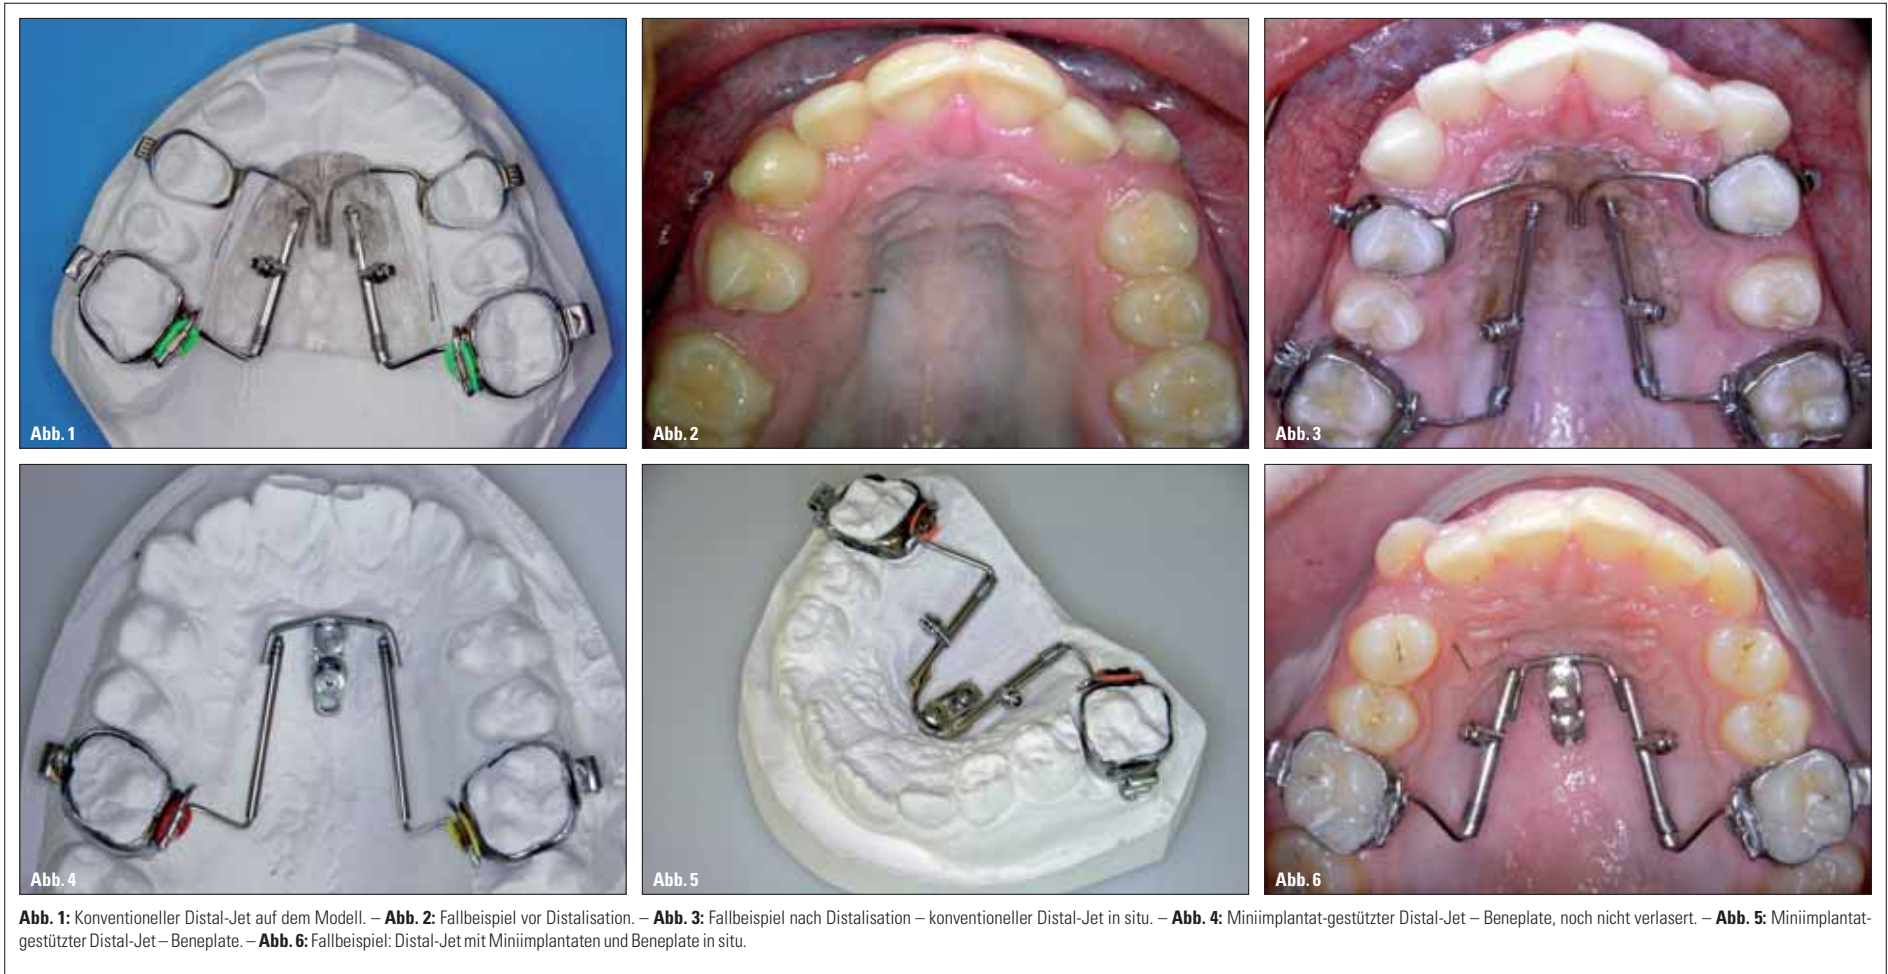 Abb. 1
Abb. 2
Abb. 3
Abb. 4
Abb. 5
Abb. 6
Abb. 1: Konventioneller Distal-Jet auf dem Modell. – Abb. 2: Fallbeispiel vor Distalisation. – Abb. 3: Fallbeispiel nach Distalisation – konventioneller Distal-Jet in situ. – Abb. 4: Miniimplantat-gestützter Distal-Jet – Beneplate, noch nicht verlasert. – Abb. 5: Miniimplantat-
gestützter Distal-Jet – Beneplate. – Abb. 6: Fallbeispiel: Distal-Jet mit Miniimplantaten und Beneplate in situ.